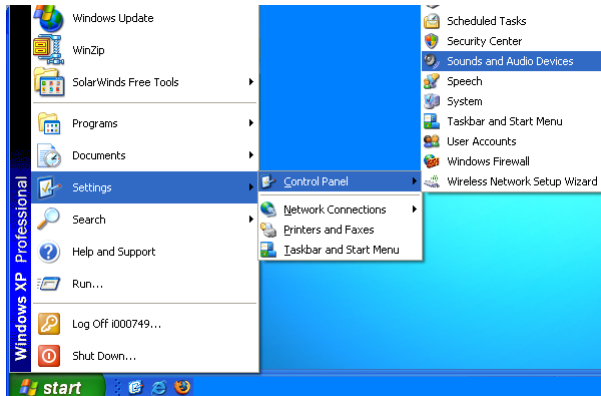 Windows Update
WinZip
SolarWinds Free Tools
Programs
Documents
Settings
Search
Help and Support
Run...
Log Off i000749...
Shut Down...
Windows XP Professional
Control Panel
Network Connections
Printers and Faxes
Taskbar and Start Menu
Scheduled Tasks
Security Center
Sounds and Audio Devices
Speech
System
Taskbar and Start Menu
User Accounts
Windows Firewall
Wireless Network Setup Wizard
start